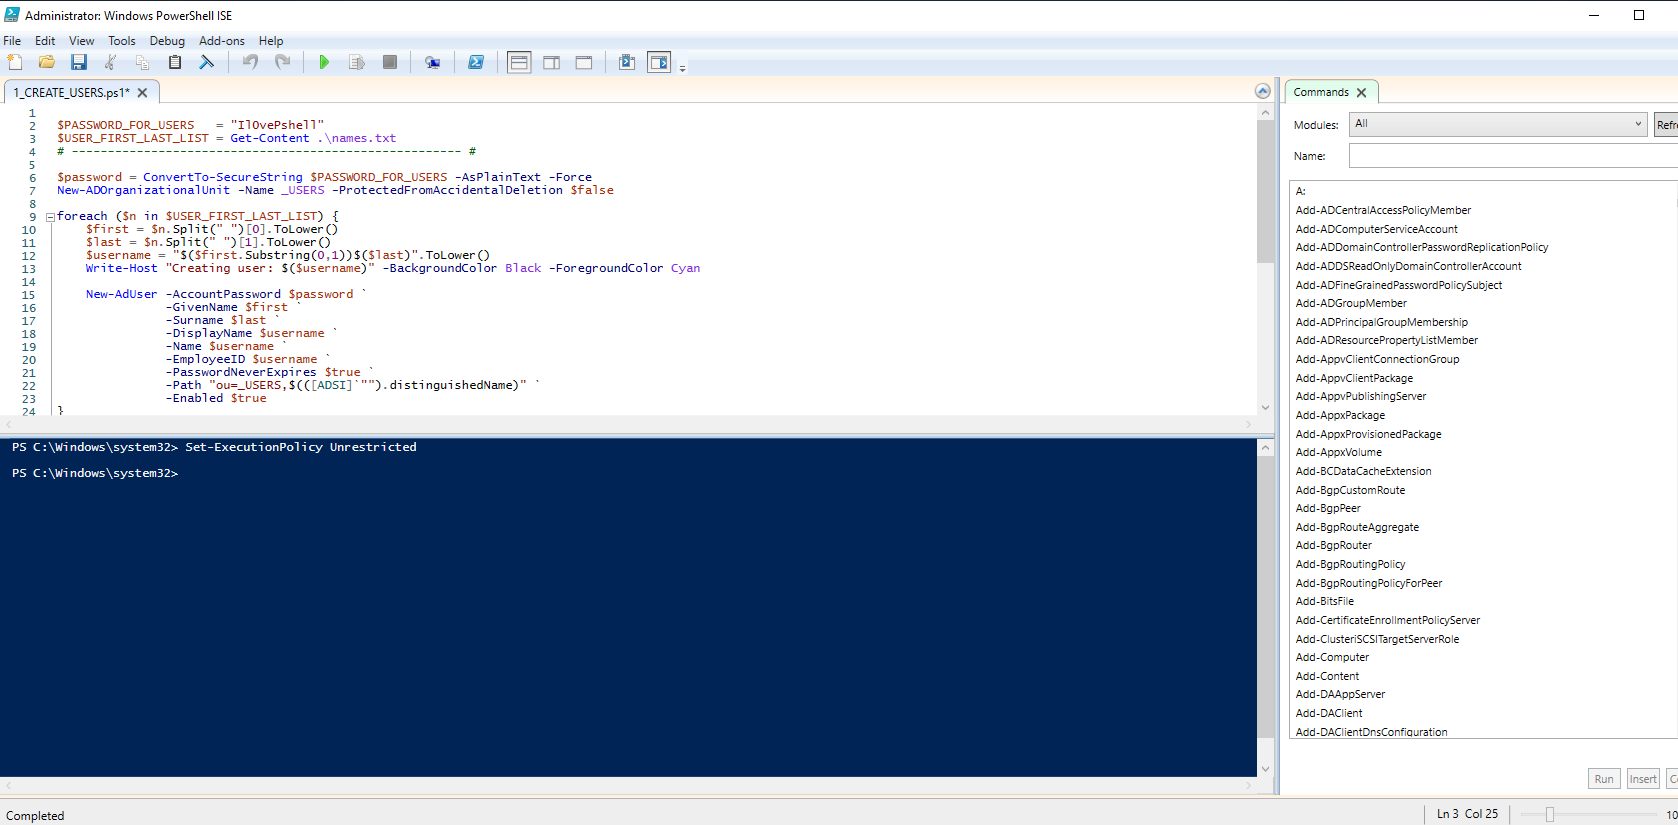 Administrator: Windows PowerShell ISE
File Edit View Tools Debug Add-ons Help
1_CREATE_USERS.ps1*
1
2 $PASSWORD_FOR_USERS   = "Il0vePshell"
3 $USER_FIRST_LAST_LIST = Get-Content .\names.txt
4 # ------------------------------------------------------ #
5
6 $password = ConvertTo-SecureString $PASSWORD_FOR_USERS -AsPlainText -Force
7 New-ADOrganizationalUnit -Name _USERS -ProtectedFromAccidentalDeletion $false
8
9 foreach ($n in $USER_FIRST_LAST_LIST) {
10     $first = $n.Split(" ")[0].ToLower()
11     $last = $n.Split(" ")[1].ToLower()
12     $username = "$($first.Substring(0,1))$($last)".ToLower()
13     Write-Host "Creating user: $($username)" -BackgroundColor Black -ForegroundColor Cyan
14
15     New-AdUser -AccountPassword $password `
16                -GivenName $first `
17                -Surname $last `
18                -DisplayName $username `
19                -Name $username `
20                -EmployeeID $username `
21                -PasswordNeverExpires $true `
22                -Path "ou=_USERS,$(([ADSI]`"").distinguishedName)" `
23                -Enabled $true
24 }
PS C:\Windows\system32> Set-ExecutionPolicy Unrestricted
PS C:\Windows\system32>
Commands
Modules: All Refr
Name:
A:
Add-ADCentralAccessPolicyMember
Add-ADComputerServiceAccount
Add-ADDomainControllerPasswordReplicationPolicy
Add-ADDSReadOnlyDomainControllerAccount
Add-ADFineGrainedPasswordPolicySubject
Add-ADGroupMember
Add-ADPrincipalGroupMembership
Add-ADResourcePropertyListMember
Add-AppvClientConnectionGroup
Add-AppvClientPackage
Add-AppvPublishingServer
Add-AppxPackage
Add-AppxProvisionedPackage
Add-AppxVolume
Add-BCDataCacheExtension
Add-BgpCustomRoute
Add-BgpPeer
Add-BgpRouteAggregate
Add-BgpRouter
Add-BgpRoutingPolicy
Add-BgpRoutingPolicyForPeer
Add-BitsFile
Add-CertificateEnrollmentPolicyServer
Add-ClusteriSCSITargetServerRole
Add-Computer
Add-Content
Add-DAAppServer
Add-DAClient
Add-DAClientDnsConfiguration
Run Insert
Completed
Ln 3 Col 25
10